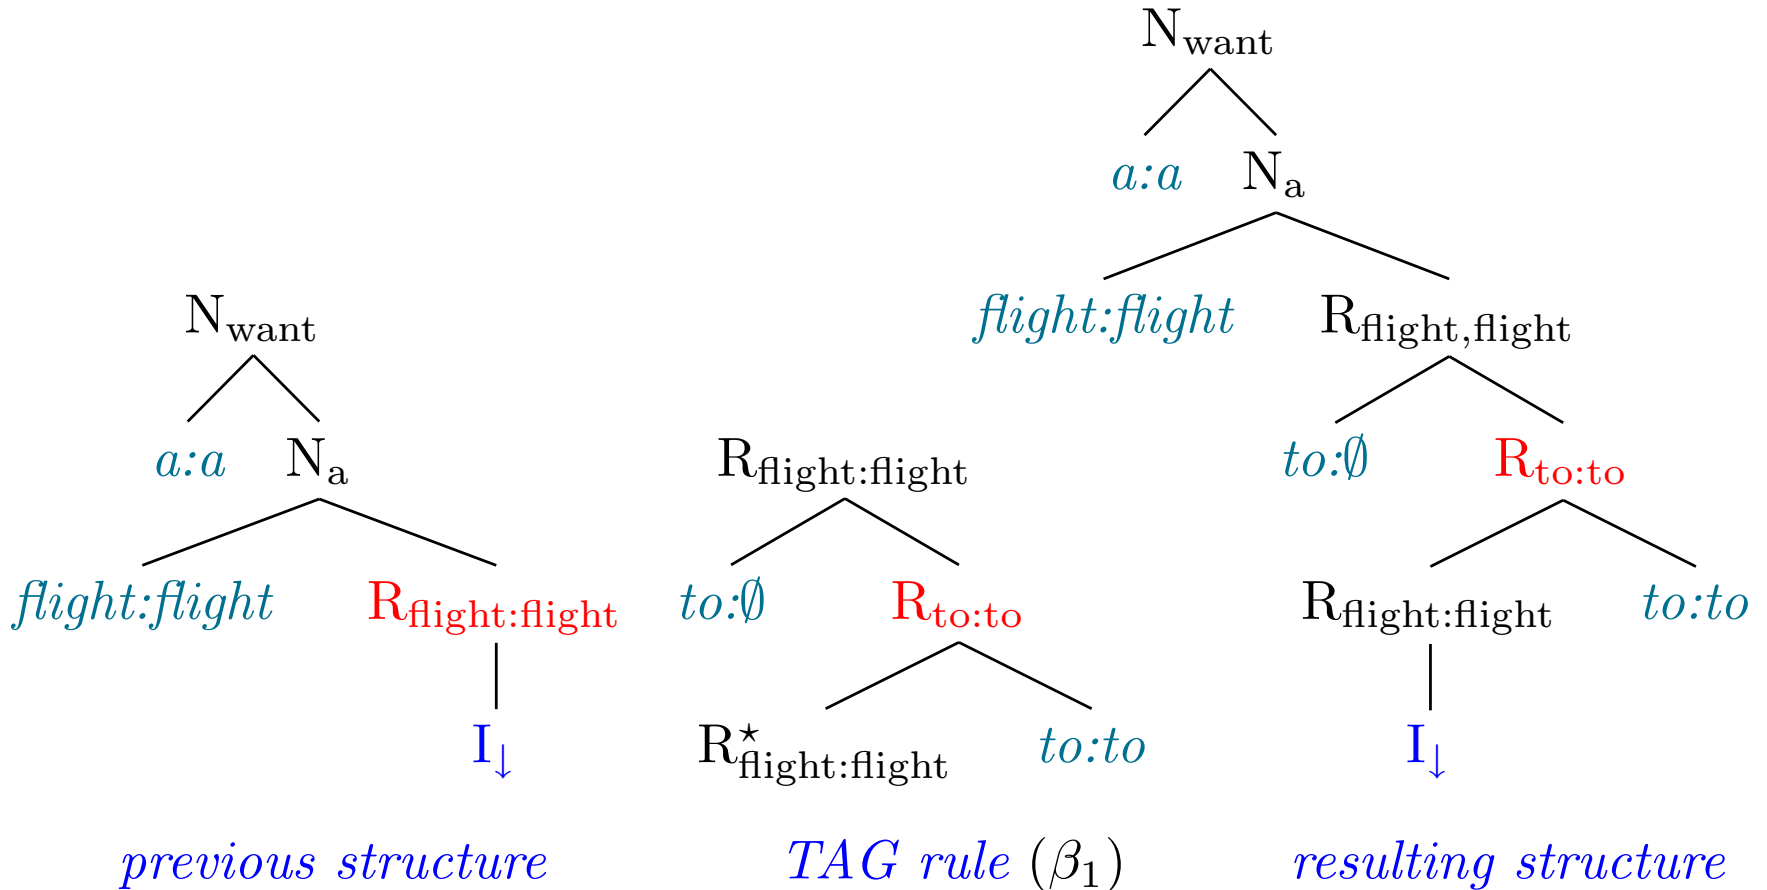 N_want
a:a N_a
flight:flight R_flight,flight
N_want
a:a N_a
flight:flight R_flight:flight
I↓
R_flight:flight
to:∅ R_to:to
R*_flight:flight to:to
to:∅ R_to:to
R_flight:flight to:to
I↓
previous structure
TAG rule (β₁)
resulting structure